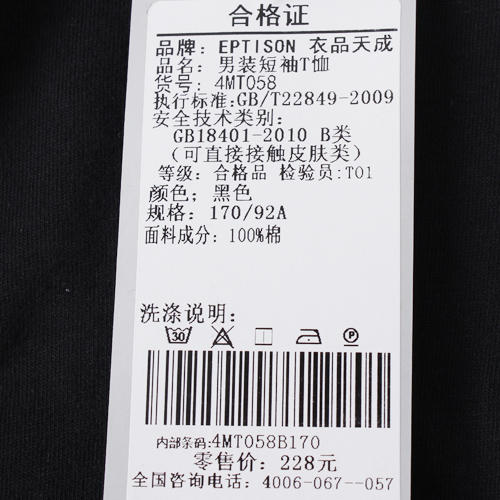 合格证
品牌: EPTISON 衣品天成
品名: 男装短袖T恤
货号: 4MT058
执行标准:GB/T22849-2009
安全技术类别:
GB18401-2010 B类
(可直接接触皮肤类)
等级: 合格品 检验员:T01
颜色; 黑色
规格: 170/92A
面料成分: 100%棉
洗涤说明:
30 P
内部条码:4MT058B170
零售价: 228元
全国咨询电话: 4006-067--057